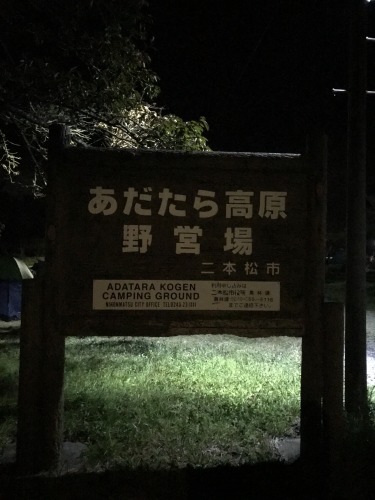 あだたら高原
野営場
二本松市
ADATARA KOGEN
CAMPING GROUND
NIHONMATSU CITY OFFICE